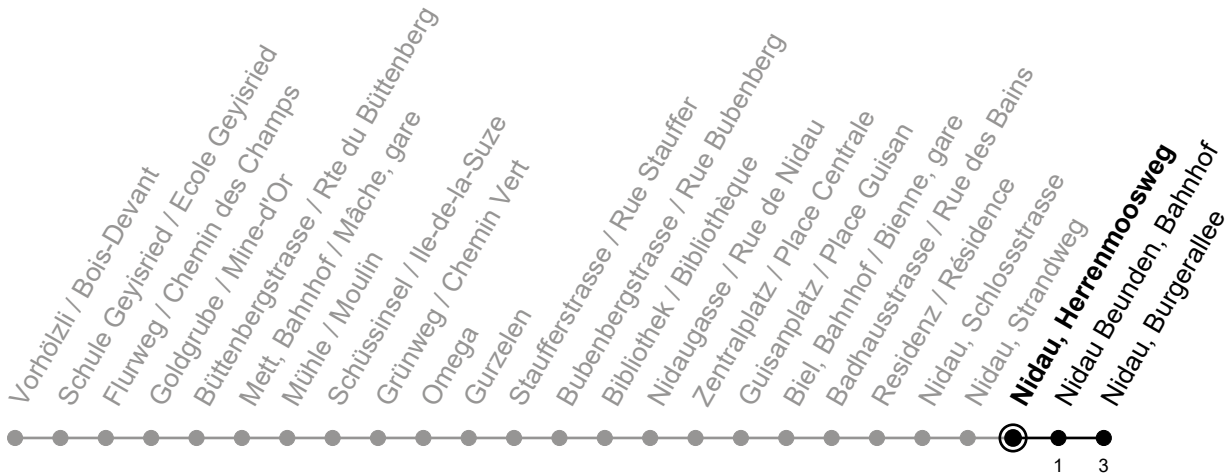 Vorhölzli / Bois-Devant
Schule Geyisried / Ecole Geyisried
Flurweg / Chemin des Champs
Goldgrube / Mine-d'Or
Büttenbergstrasse / Rte du Büttenberg
Mett, Bahnhof / Mâche, gare
Mühle / Moulin
Schüssinsel / Ile-de-la-Suze
Grünweg / Chemin Vert
Omega
Gurzelen
Staufferstrasse / Rue Stauffer
Bubenbergstrasse / Rue Bubenberg
Bibliothek / Bibliothèque
Nidaugasse / Rue de Nidau
Zentralplatz / Place Centrale
Guisanplatz / Place Guisan
Biel, Bahnhof / Bienne, gare
Badhausstrasse / Rue des Bains
Residenz / Résidence
Nidau, Schlossstrasse
Nidau, Strandweg
Nidau, Herrenmoosweg
Nidau Beunden, Bahnhof
Nidau, Burgerallee
1 3